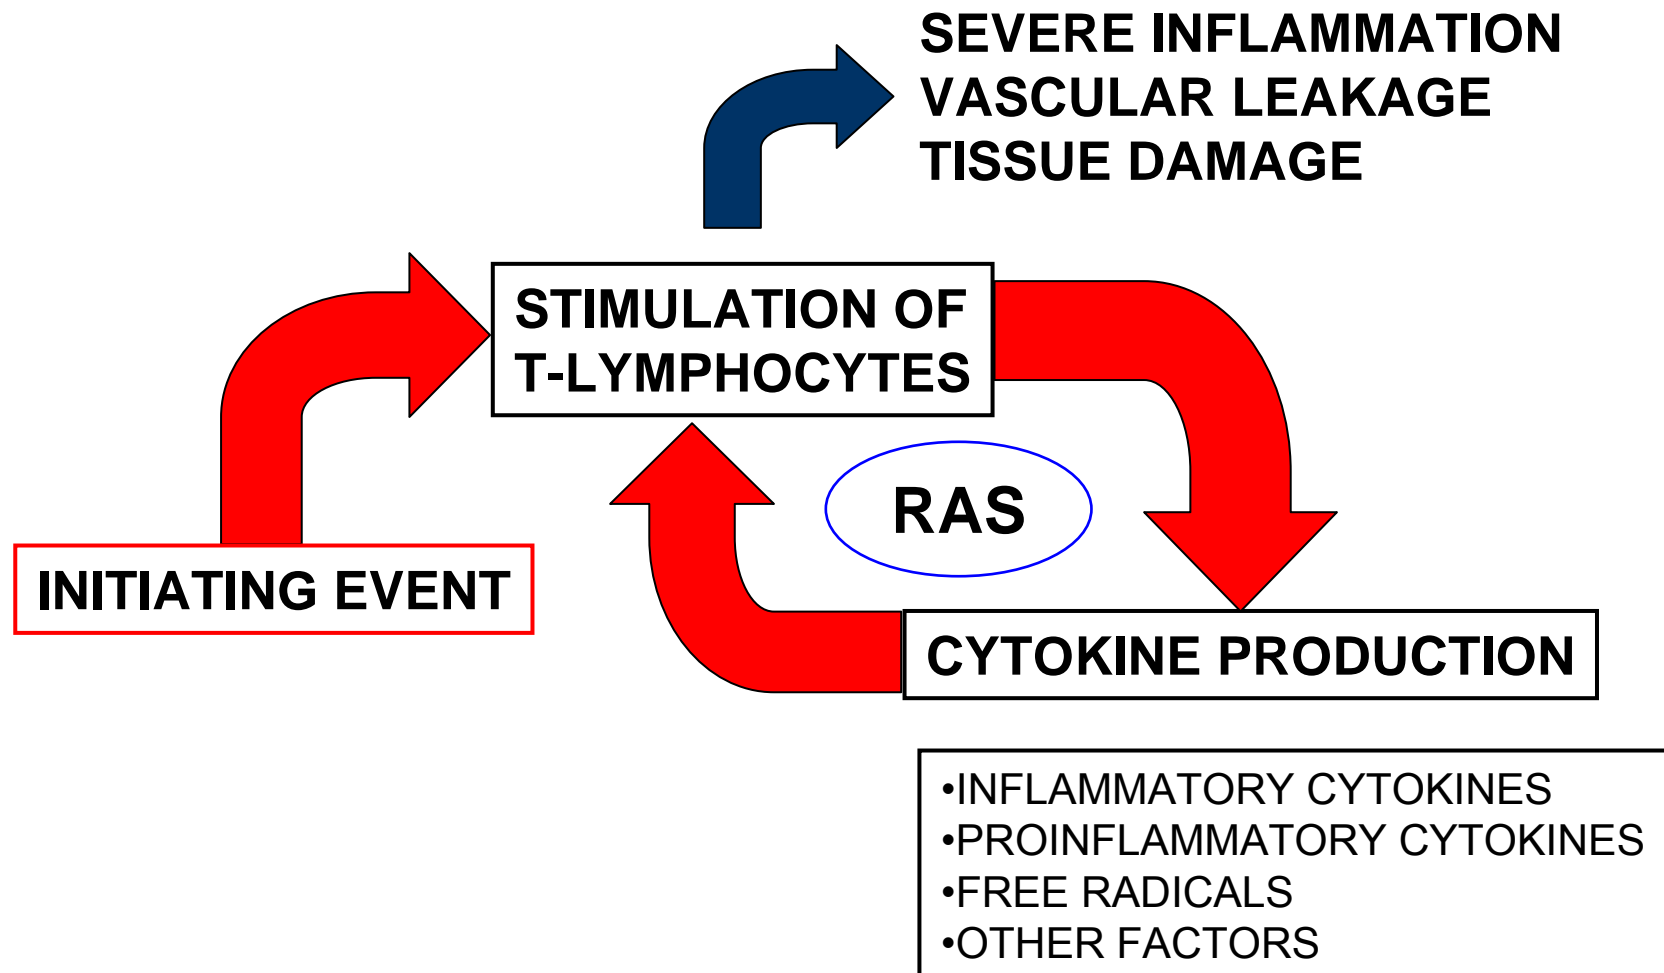 SEVERE INFLAMMATION
VASCULAR LEAKAGE
TISSUE DAMAGE
STIMULATION OF
T-LYMPHOCYTES
RAS
INITIATING EVENT
CYTOKINE PRODUCTION
•INFLAMMATORY CYTOKINES
•PROINFLAMMATORY CYTOKINES
•FREE RADICALS
•OTHER FACTORS